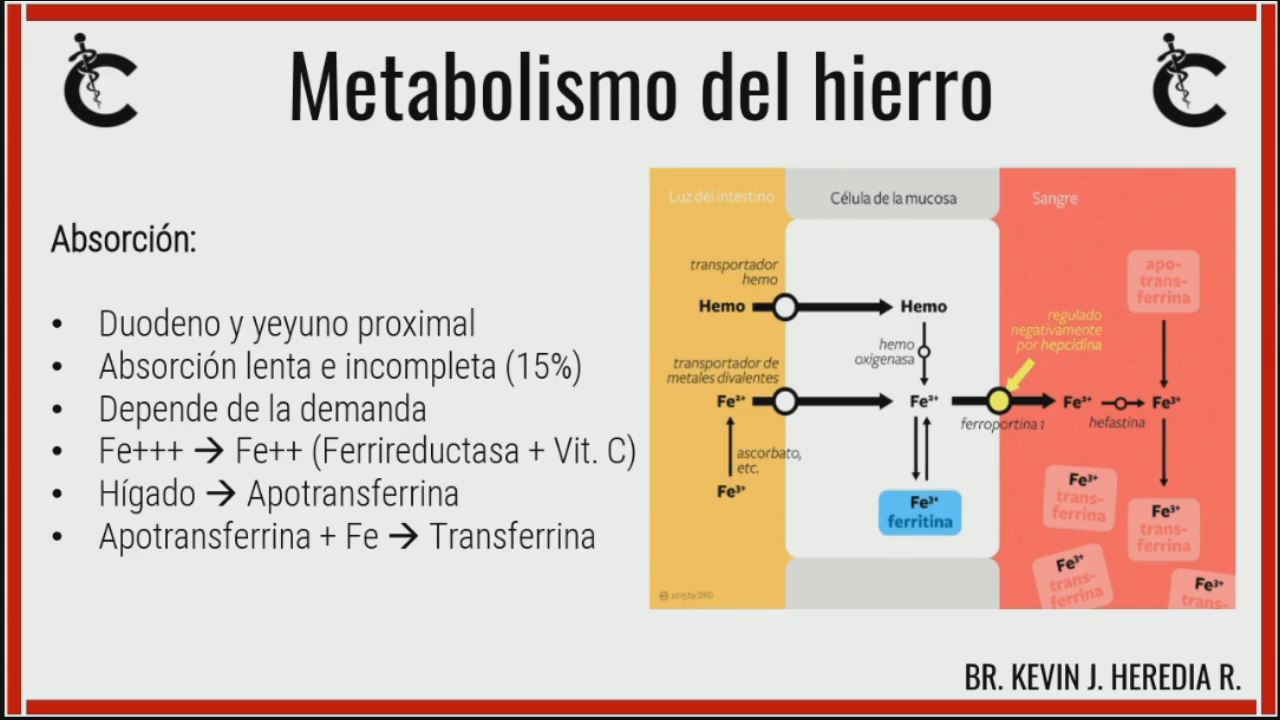 Metabolismo del hierro
Absorción:
• Duodeno y yeyuno proximal
• Absorción lenta e incompleta (15%)
• Depende de la demanda
• Fe+++ → Fe++ (Ferrireductasa + Vit. C)
• Hígado → Apotransferrina
• Apotransferrina + Fe → Transferrina
Luz del intestino
Célula de la mucosa
Sangre
transportador
hemo
Hemo
Hemo
hemo
oxigenasa
transportador de
metales divalentes
Fe²⁺
Fe²⁺
ascorbato,
etc.
Fe³⁺
Fe³⁺
ferritina
regulado
negativamente
por hepcidina
ferroportina 1
Fe²⁺
hefastina
Fe³⁺
apo-
trans-
ferrina
Fe³⁺
trans-
ferrina
Fe³⁺
trans-
ferrina
Fe³⁺
trans-
ferrina
Fe³⁺
trans-
2015 by DRD
BR. KEVIN J. HEREDIA R.